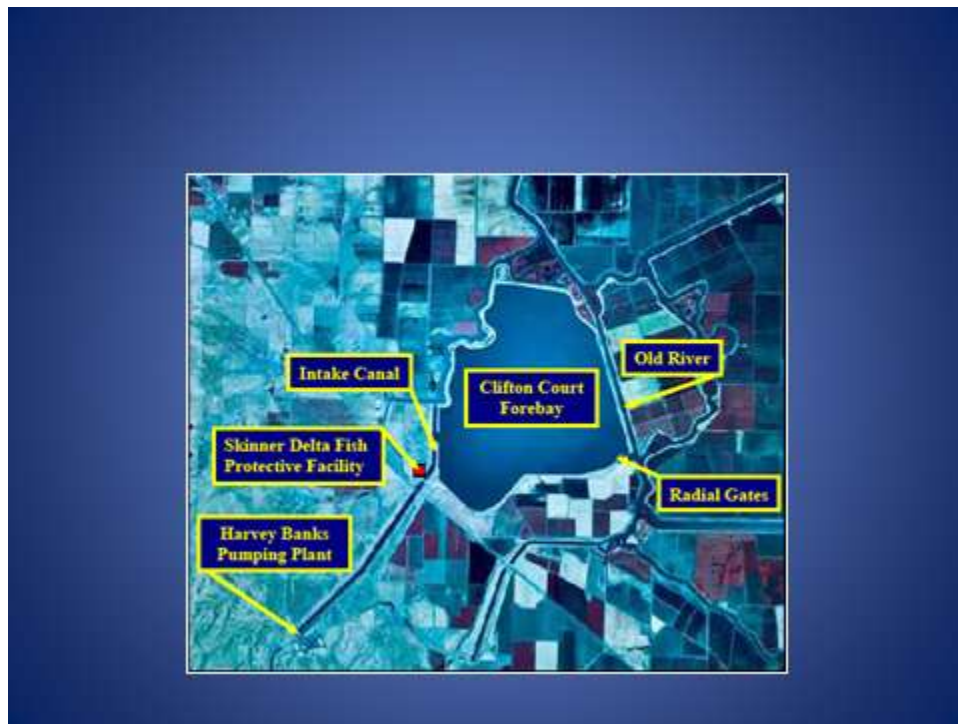 Intake Canal
Old River
Clifton Court
Forebay
Skinner Delta Fish
Protective Facility
Radial Gates
Harvey Banks
Pumping Plant